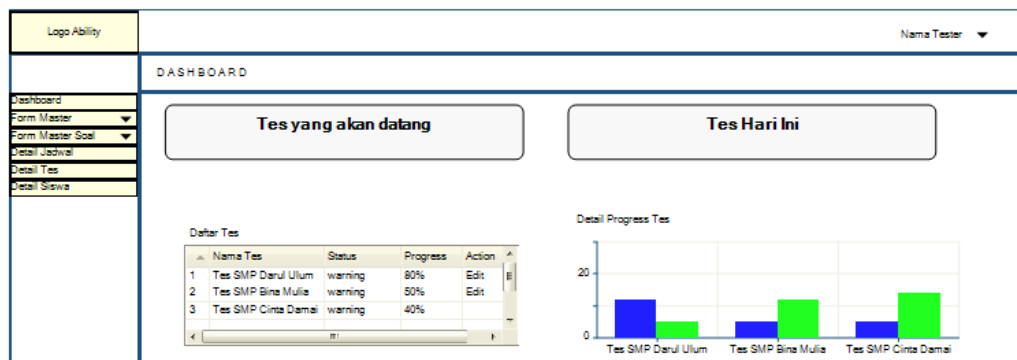 Logo Ability
Nama Tester
DASHBOARD
Dashboard
Form Master
Form Master Soal
Detail Jadwal
Detail Tes
Detail Siswa
Tes yang akan datang
Tes Hari Ini
Daftar Tes
Nama Tes Status Progress Action
1 Tes SMP Darul Ulum warning 80% Edit
2 Tes SMP Bina Mulia warning 50% Edit
3 Tes SMP Cinta Damai warning 40%
Detail Progress Tes
20
0
Tes SMP Darul Ulum Tes SMP Bina Mulia Tes SMP Cinta Damai